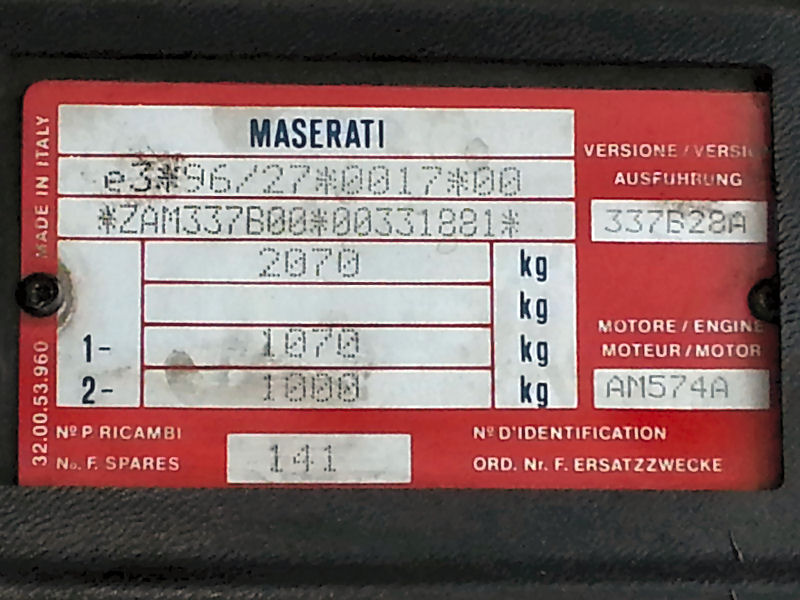 MASERATI
e3*96/27*0017*00
*ZAM337B00*00331881*
2070 kg
kg
1- 1070 kg
2- 1000 kg
Nº P RICAMBI
No. F. SPARES
141
Nº D'IDENTIFICATION
ORD. Nr. F. ERSATZZWECKE
VERSIONE / VERSIO
AUSFUHRUNG
337B28A
MOTORE / ENGINE
MOTEUR / MOTOR
AM574A
MADE IN ITALY
32.00.53.960